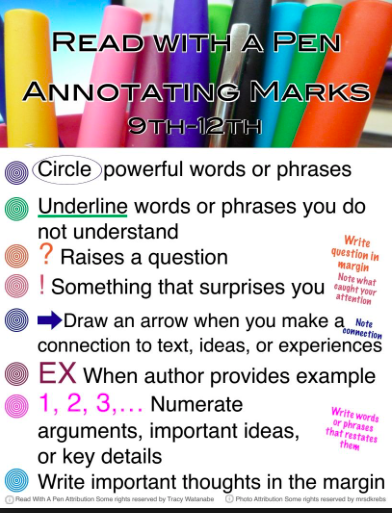 READ WITH A PEN
ANNOTATING MARKS
9TH-12TH
Circle powerful words or phrases
Underline words or phrases you do
not understand
? Raises a question
Write
question in
margin
! Something that surprises you
Note what
caught your
attention
Draw an arrow when you make a
connection to text, ideas, or experiences
Note
connection
EX When author provides example
1, 2, 3,... Numerate
arguments, important ideas,
or key details
Write words
or phrases
that restates
them
Write important thoughts in the margin
Read With A Pen Attribution Some rights reserved by Tracy Watanabe
Photo Attribution Some rights reserved by mrsdkrebs